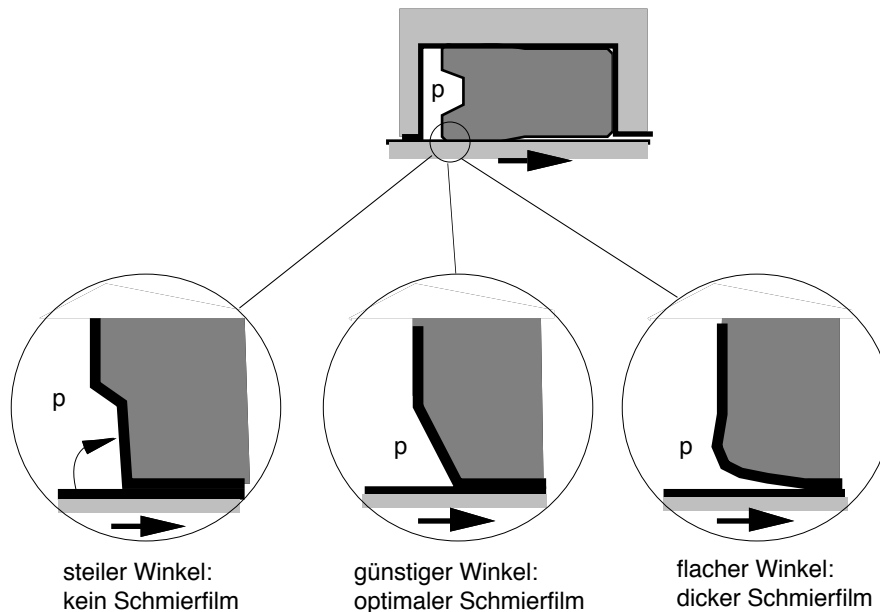 p
p
p
p
steiler Winkel:
kein Schmierfilm
günstiger Winkel:
optimaler Schmierfilm
flacher Winkel:
dicker Schmierfilm